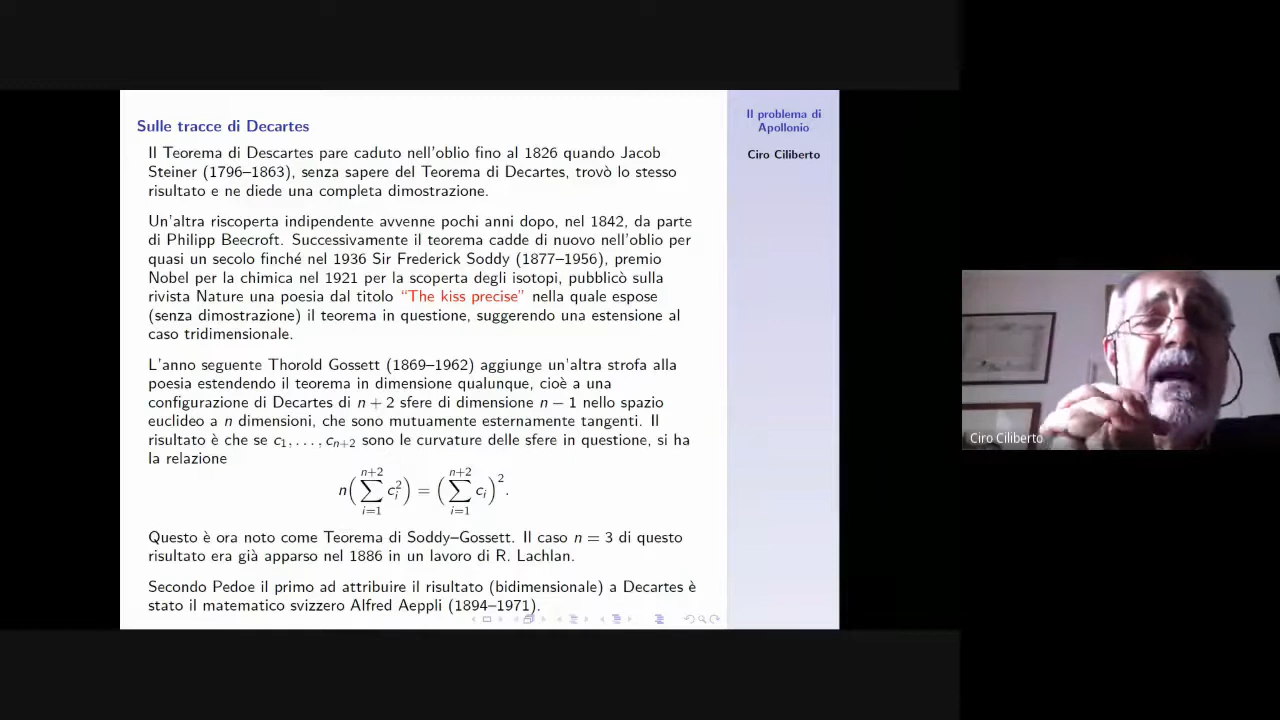 Sulle tracce di Decartes
Il Teorema di Descartes pare caduto nell'oblio fino al 1826 quando Jacob
Steiner (1796–1863), senza sapere del Teorema di Decartes, trovò lo stesso
risultato e ne diede una completa dimostrazione.
Un'altra riscoperta indipendente avvenne pochi anni dopo, nel 1842, da parte
di Philipp Beecroft. Successivamente il teorema cadde di nuovo nell'oblio per
quasi un secolo finché nel 1936 Sir Frederick Soddy (1877–1956), premio
Nobel per la chimica nel 1921 per la scoperta degli isotopi, pubblicò sulla
rivista Nature una poesia dal titolo “The kiss precise” nella quale espose
(senza dimostrazione) il teorema in questione, suggerendo una estensione al
caso tridimensionale.
L'anno seguente Thorold Gossett (1869–1962) aggiunge un'altra strofa alla
poesia estendendo il teorema in dimensione qualunque, cioè a una
configurazione di Decartes di n + 2 sfere di dimensione n − 1 nello spazio
euclideo a n dimensioni, che sono mutuamente esternamente tangenti. Il
risultato è che se c₁, . . . , cₙ₊₂ sono le curvature delle sfere in questione, si ha
la relazione
n(∑_{i=1}^{n+2} c_i^2) = (∑_{i=1}^{n+2} c_i)^2.
Questo è ora noto come Teorema di Soddy–Gossett. Il caso n = 3 di questo
risultato era già apparso nel 1886 in un lavoro di R. Lachlan.
Secondo Pedoe il primo ad attribuire il risultato (bidimensionale) a Decartes è
stato il matematico svizzero Alfred Aeppli (1894–1971).
Il problema di
Apollonio
Ciro Ciliberto
Ciro Ciliberto